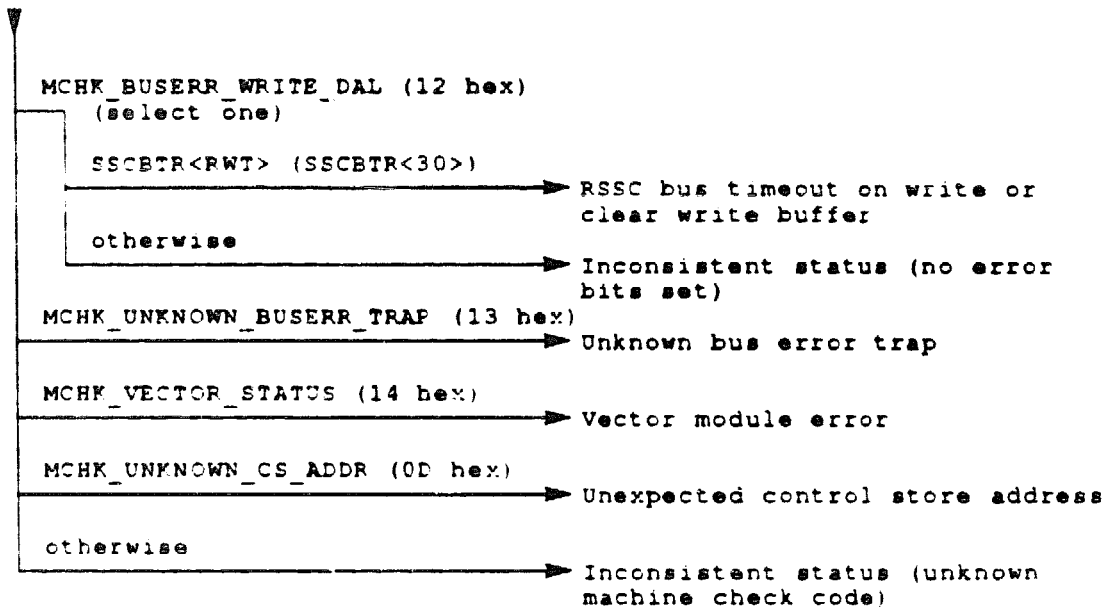 MCHK_BUSERR_WRITE_DAL (12 hex)
(select one)
SSCBTR<RWT> (SSCBTR<30>)
RSSC bus timeout on write or
clear write buffer
otherwise
Inconsistent status (no error
bits set)
MCHK_UNKNOWN_BUSERR_TRAP (13 hex)
Unknown bus error trap
MCHK_VECTOR_STATUS (14 hex)
Vector module error
MCHK_UNKNOWN_CS_ADDR (0D hex)
Unexpected control store address
otherwise
Inconsistent status (unknown
machine check code)